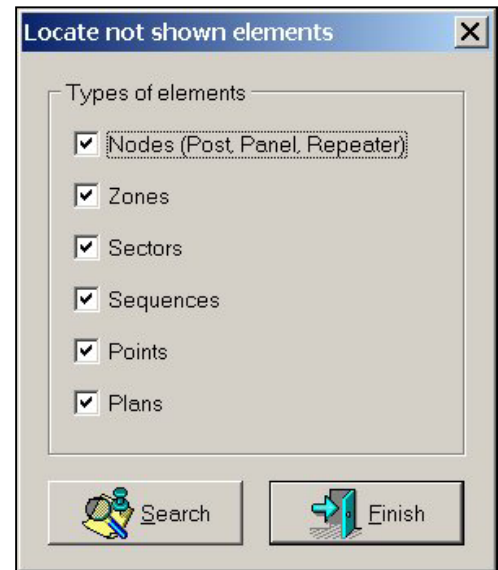 Locate not shown elements
Types of elements
Nodes (Post, Panel, Repeater)
Zones
Sectors
Sequences
Points
Plans
Search
Finish